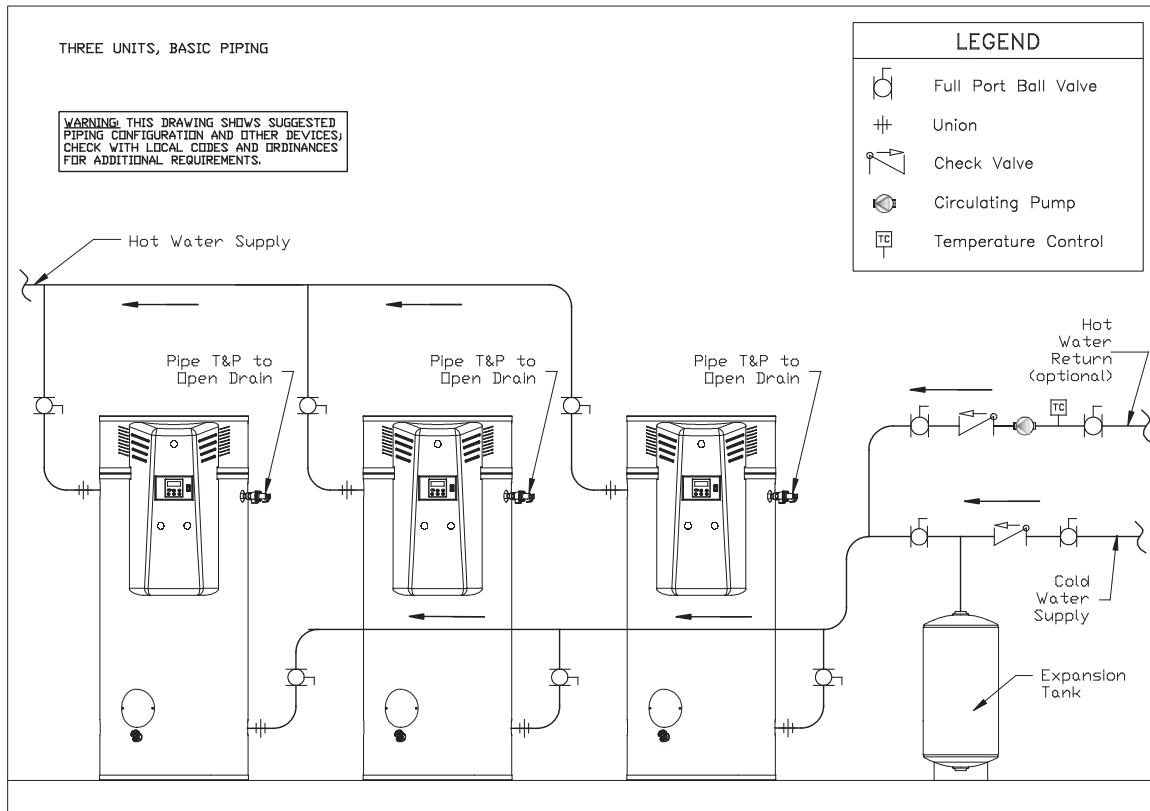 THREE UNITS, BASIC PIPING
WARNING: THIS DRAWING SHOWS SUGGESTED
PIPING CONFIGURATION AND OTHER DEVICES;
CHECK WITH LOCAL CODES AND ORDINANCES
FOR ADDITIONAL REQUIREMENTS.
LEGEND
Full Port Ball Valve
Union
Check Valve
Circulating Pump
TC
Temperature Control
Hot Water Supply
Pipe T&P to
Open Drain
Pipe T&P to
Open Drain
Pipe T&P to
Open Drain
Hot
Water
Return
(optional)
TC
Cold
Water
Supply
Expansion
Tank